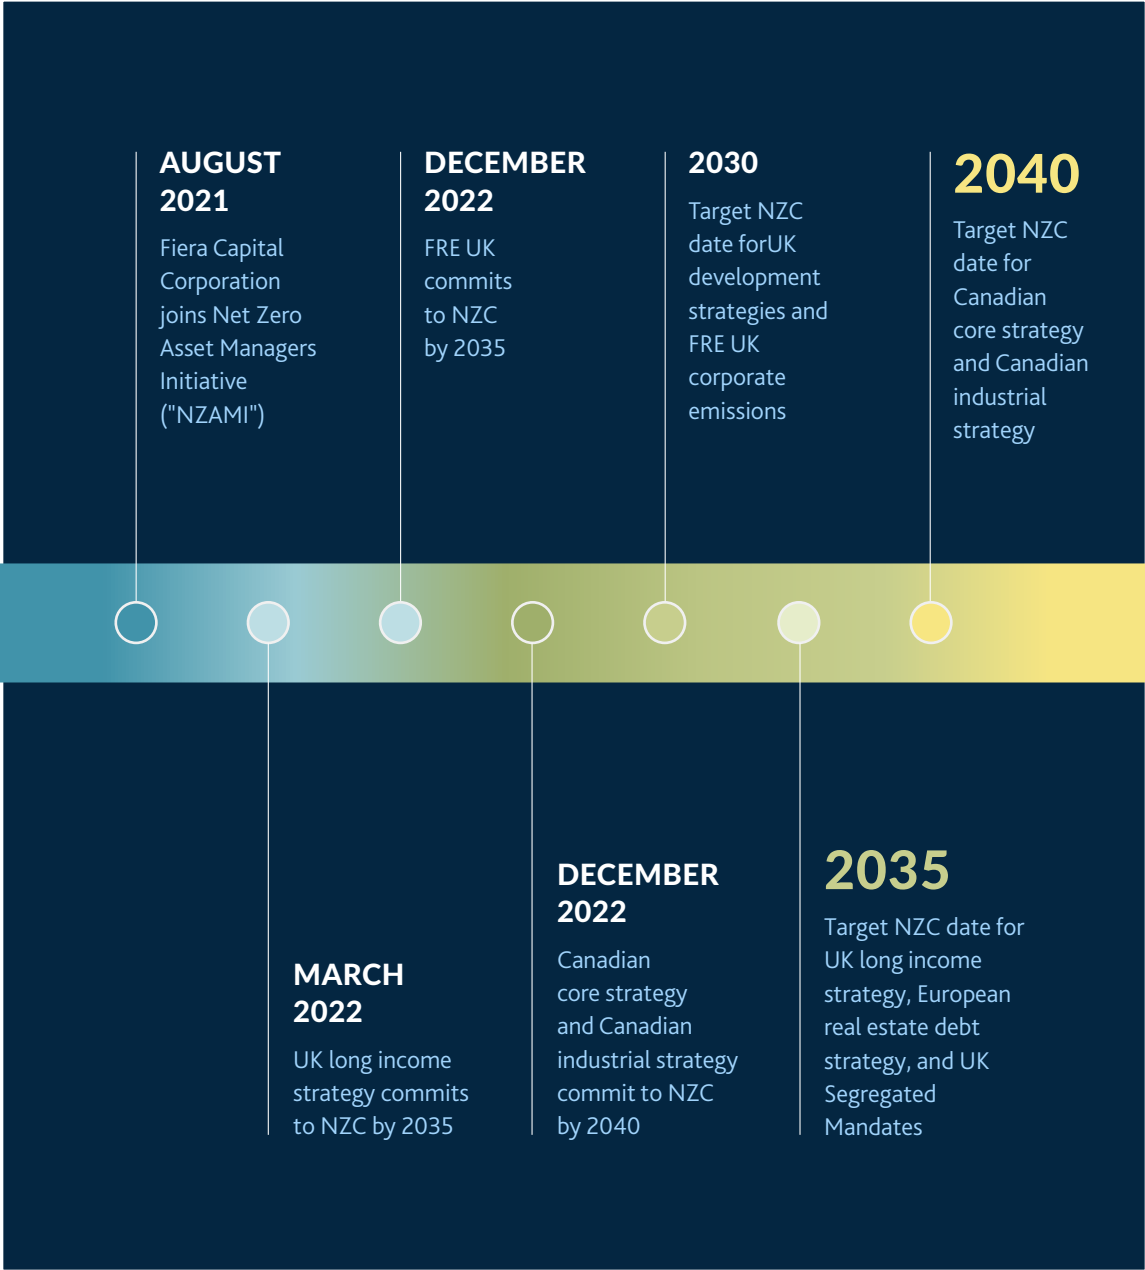 AUGUST
2021
Fiera Capital
Corporation
joins Net Zero
Asset Managers
Initiative
("NZAMI")
DECEMBER
2022
FRE UK
commits
to NZC
by 2035
2030
Target NZC
date forUK
development
strategies and
FRE UK
corporate
emissions
2040
Target NZC
date for
Canadian
core strategy
and Canadian
industrial
strategy
MARCH
2022
UK long income
strategy commits
to NZC by 2035
DECEMBER
2022
Canadian
core strategy
and Canadian
industrial strategy
commit to NZC
by 2040
2035
Target NZC date for
UK long income
strategy, European
real estate debt
strategy, and UK
Segregated
Mandates